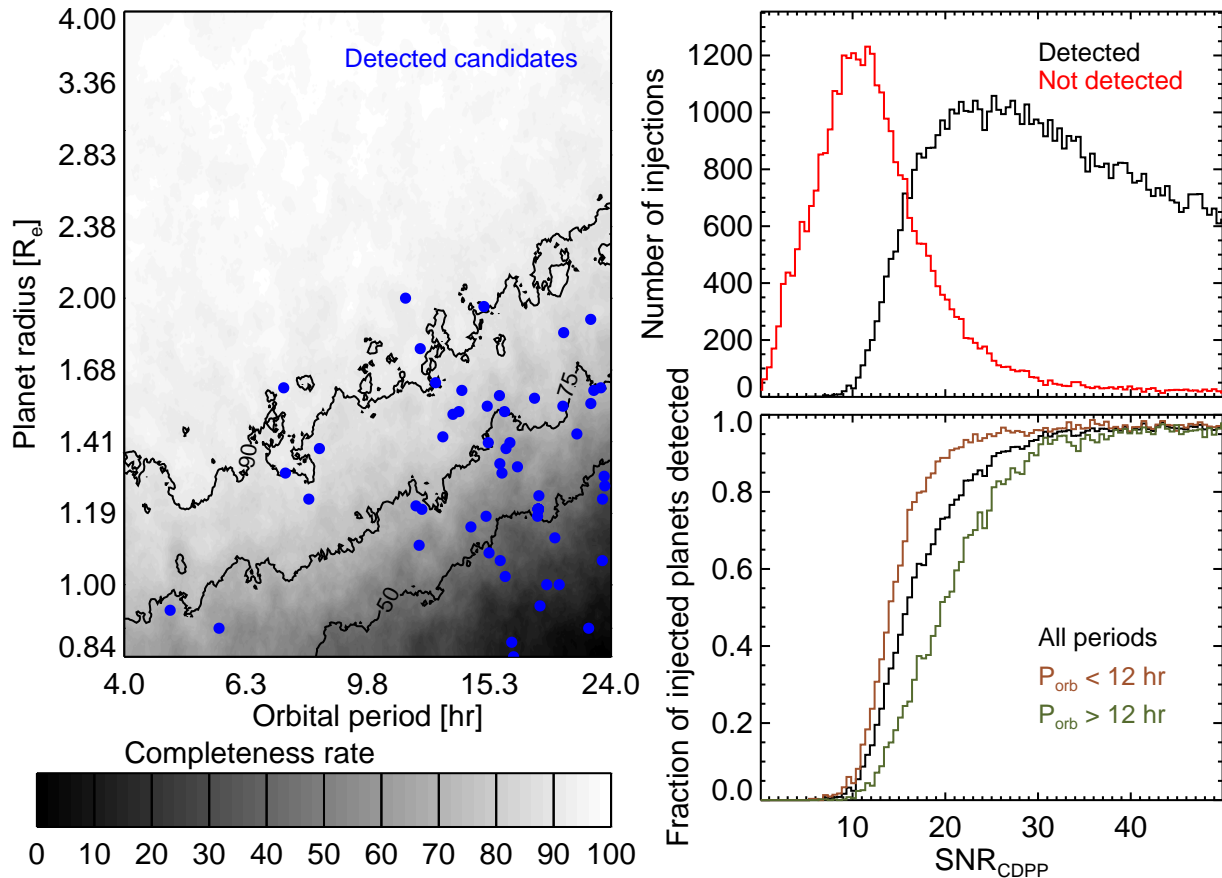 4.00
3.36
2.83
2.38
2.00
1.68
1.41
1.19
1.00
0.84
Planet radius [Re]
Detected candidates
90
75
50
4.0 6.3 9.8 15.3 24.0
Orbital period [hr]
Completeness rate
0 10 20 30 40 50 60 70 80 90 100
1200
1000
800
600
400
200
0
Number of injections
Detected
Not detected
1.0
0.8
0.6
0.4
0.2
0.0
Fraction of injected planets detected
All periods
Porb < 12 hr
Porb > 12 hr
10 20 30 40
SNRCDPP